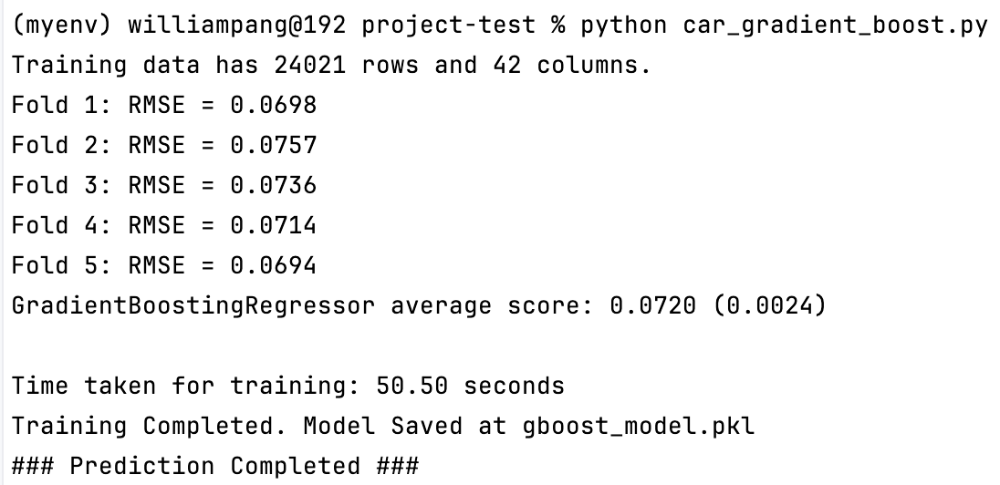 (myenv) williampang@192 project-test % python car_gradient_boost.py
Training data has 24021 rows and 42 columns.
Fold 1: RMSE = 0.0698
Fold 2: RMSE = 0.0757
Fold 3: RMSE = 0.0736
Fold 4: RMSE = 0.0714
Fold 5: RMSE = 0.0694
GradientBoostingRegressor average score: 0.0720 (0.0024)
Time taken for training: 50.50 seconds
Training Completed. Model Saved at gboost_model.pkl
### Prediction Completed ###